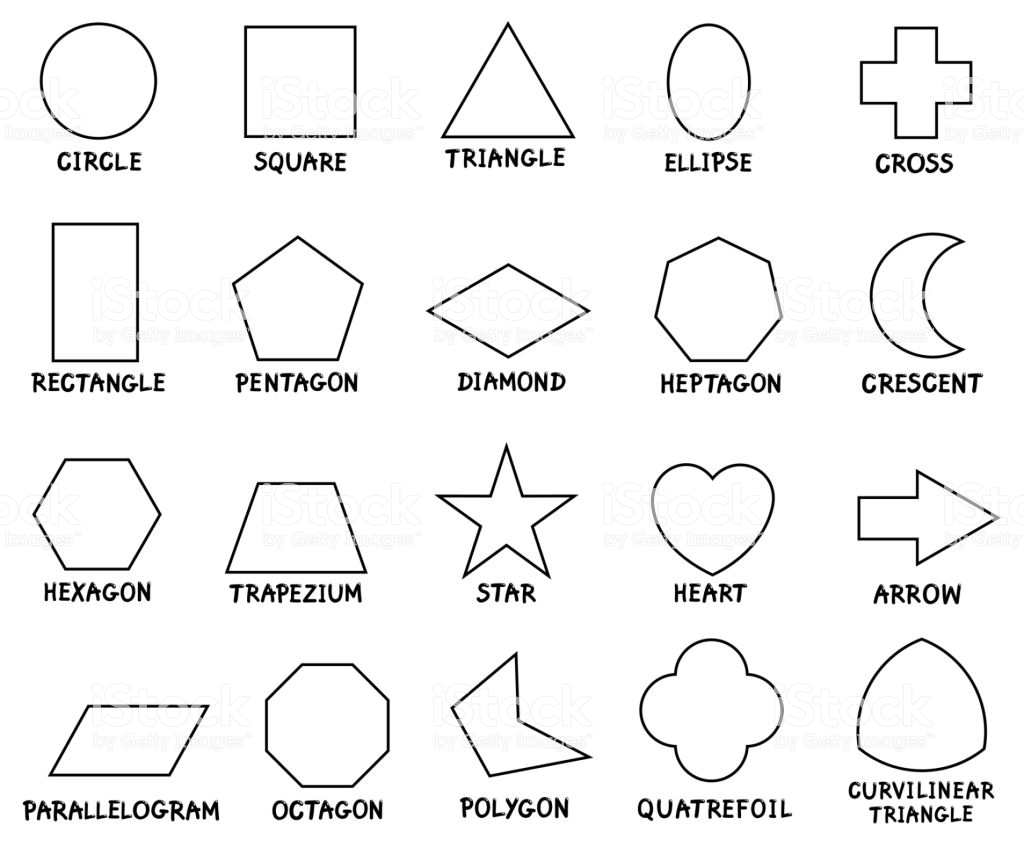 CIRCLE
SQUARE
TRIANGLE
ELLIPSE
CROSS
RECTANGLE
PENTAGON
DIAMOND
HEPTAGON
CRESCENT
HEXAGON
TRAPEZIUM
STAR
HEART
ARROW
PARALLELOGRAM
OCTAGON
POLYGON
QUATREFOIL
CURVILINEAR
TRIANGLE
iStock
by Getty Images™